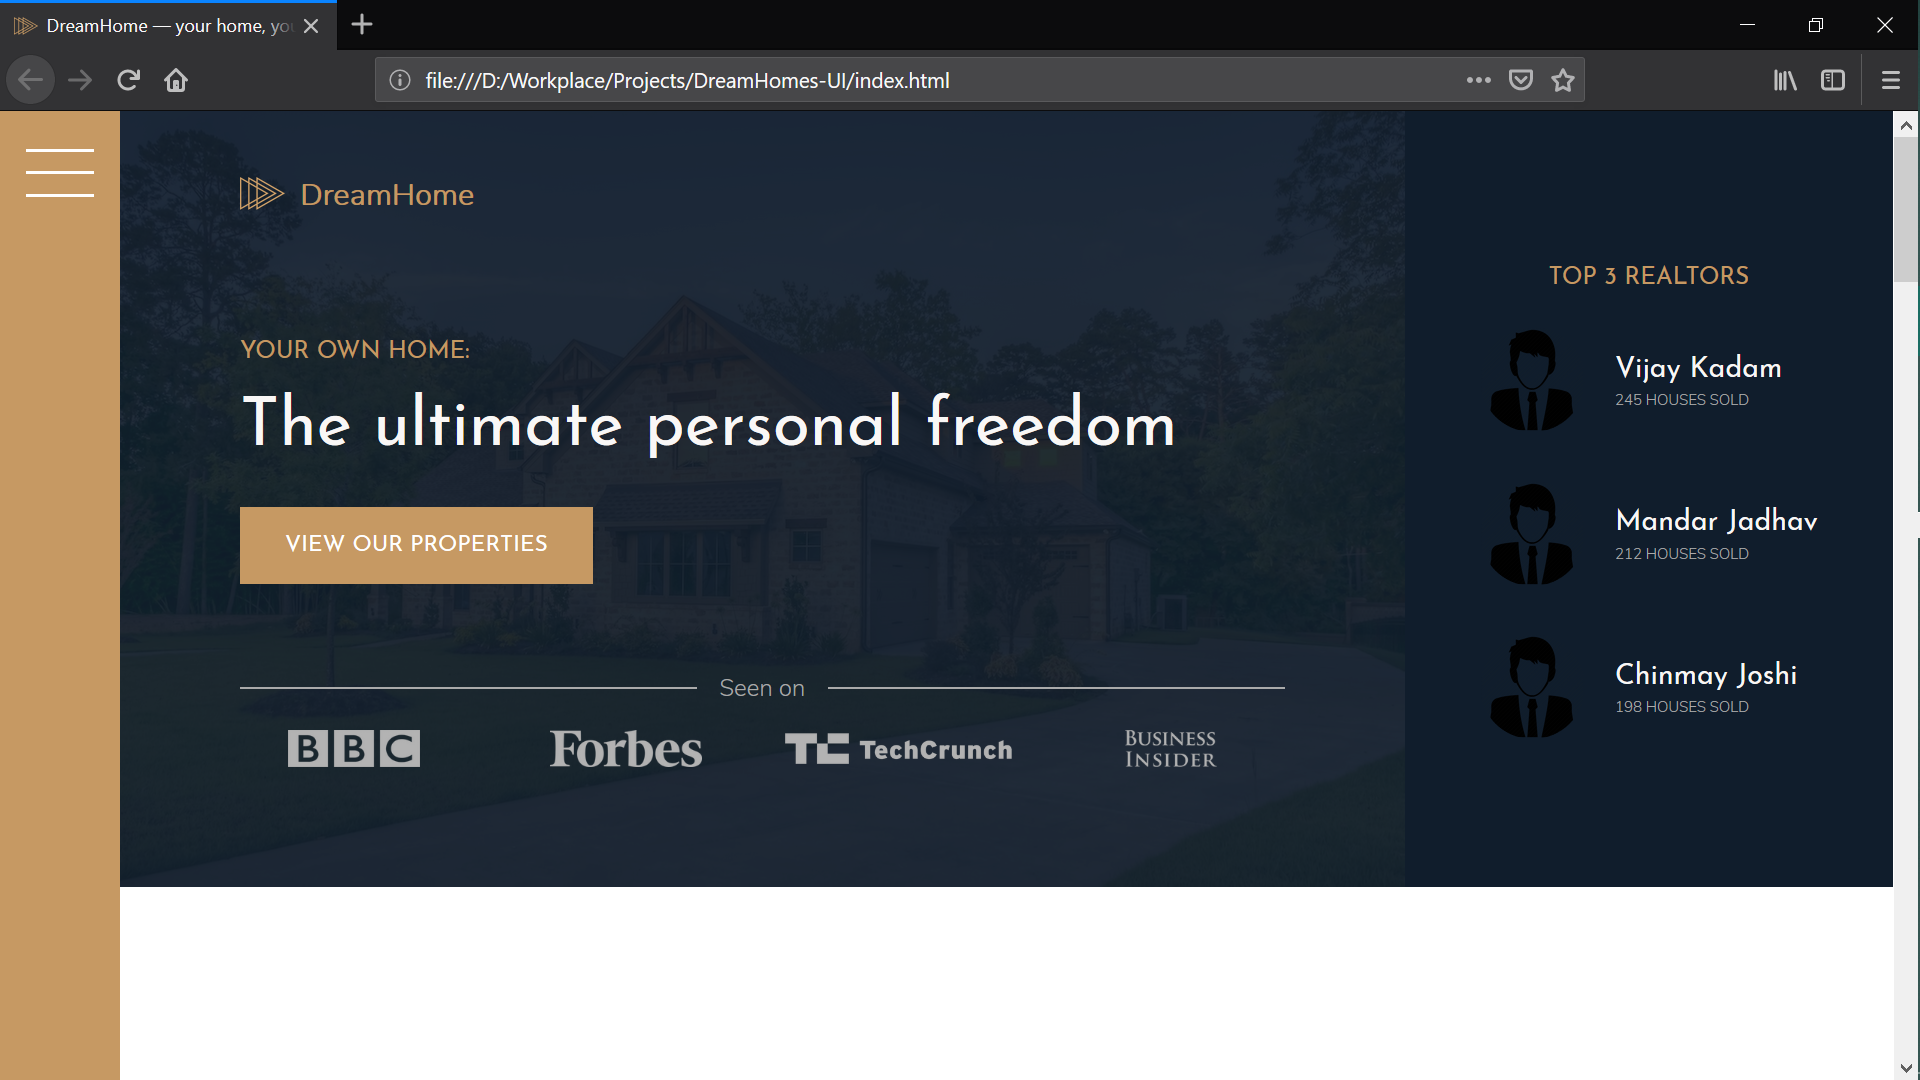 DreamHome — your home, yo
file:///D:/Workplace/Projects/DreamHomes-UI/index.html
DreamHome
YOUR OWN HOME:
The ultimate personal freedom
VIEW OUR PROPERTIES
Seen on
BBC
Forbes
TC TechCrunch
BUSINESS
INSIDER
TOP 3 REALTORS
Vijay Kadam
245 HOUSES SOLD
Mandar Jadhav
212 HOUSES SOLD
Chinmay Joshi
198 HOUSES SOLD